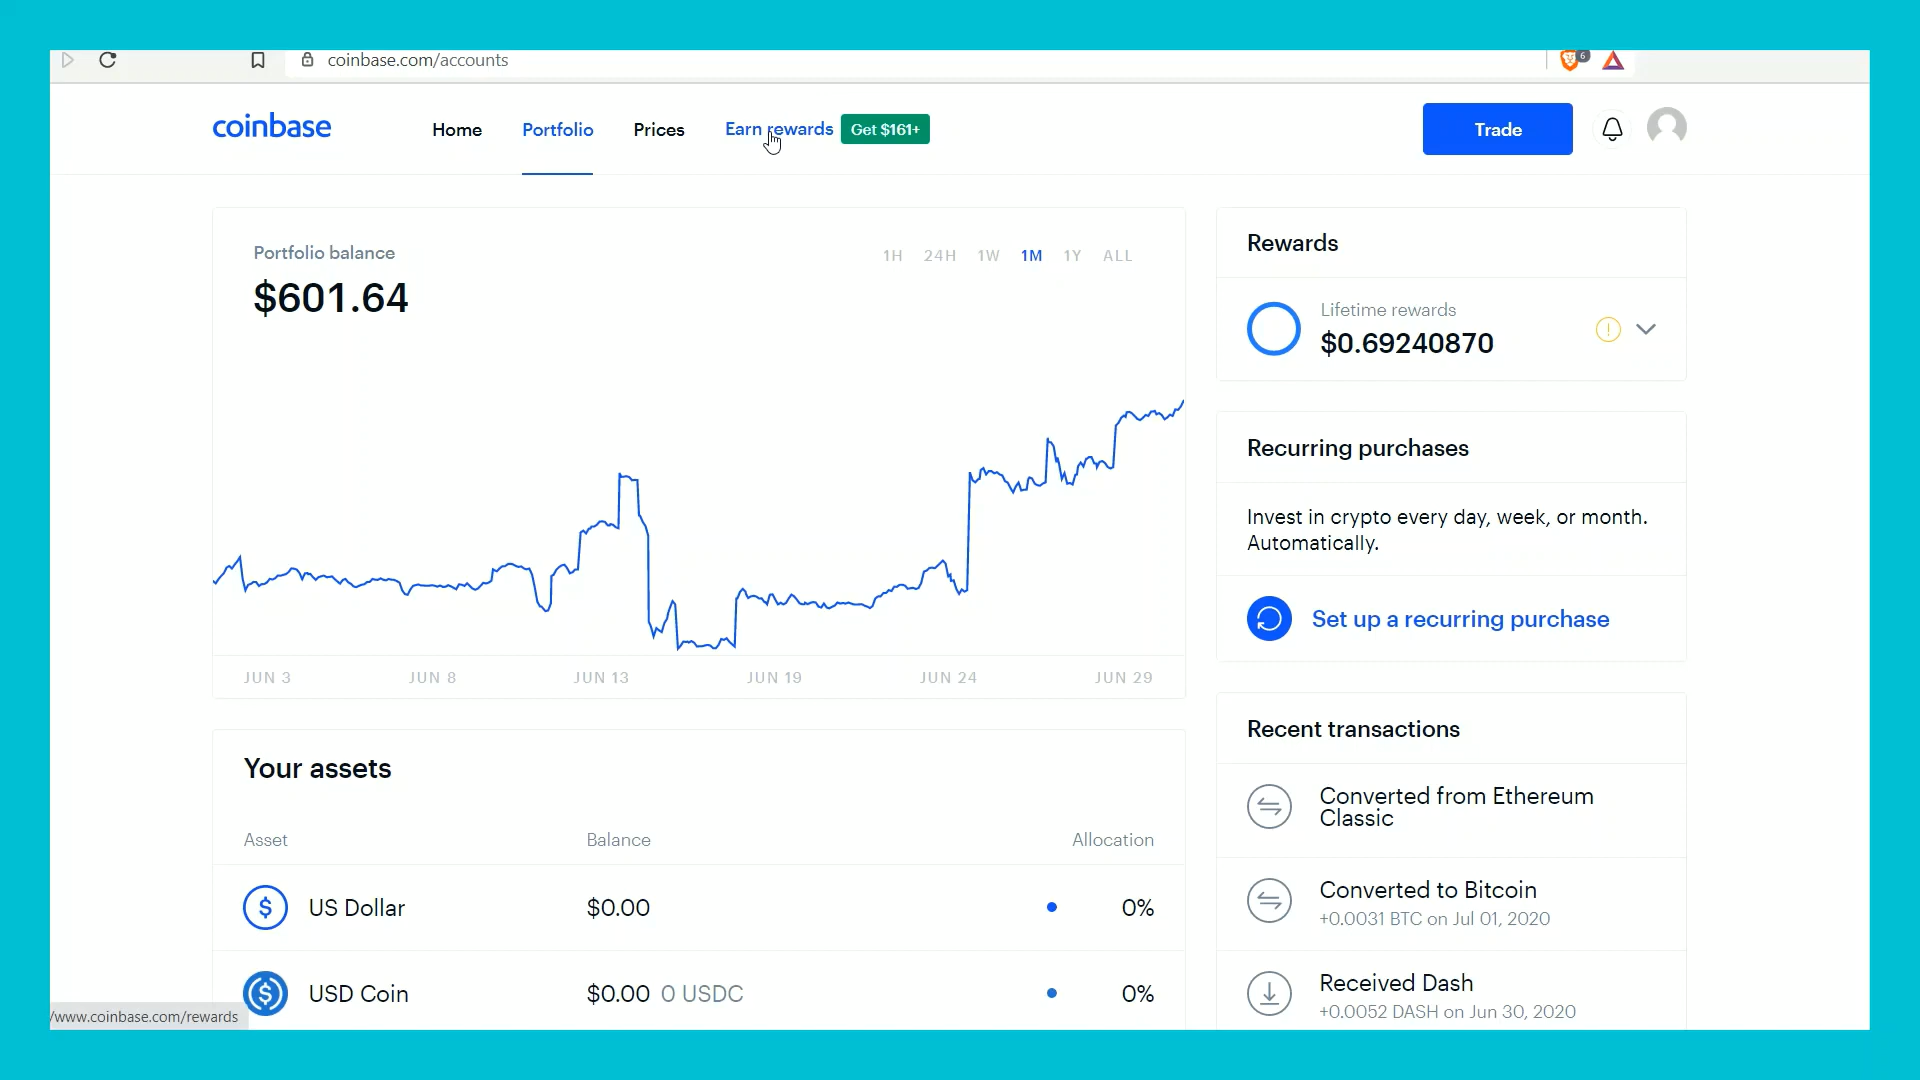 coinbase.com/accounts
6
coinbase
Home
Portfolio
Prices
Earn rewards
Get $161+
Trade
Portfolio balance
$601.64
1H
24H
1W
1M
1Y
ALL
JUN 3
JUN 8
JUN 13
JUN 19
JUN 24
JUN 29
Rewards
Lifetime rewards
$0.69240870
Recurring purchases
Invest in crypto every day, week, or month.
Automatically.
Set up a recurring purchase
Your assets
Asset
Balance
Allocation
US Dollar
$0.00
0%
USD Coin
$0.00 0 USDC
0%
Recent transactions
Converted from Ethereum
Classic
Converted to Bitcoin
+0.0031 BTC on Jul 01, 2020
Received Dash
+0.0052 DASH on Jun 30, 2020
/www.coinbase.com/rewards